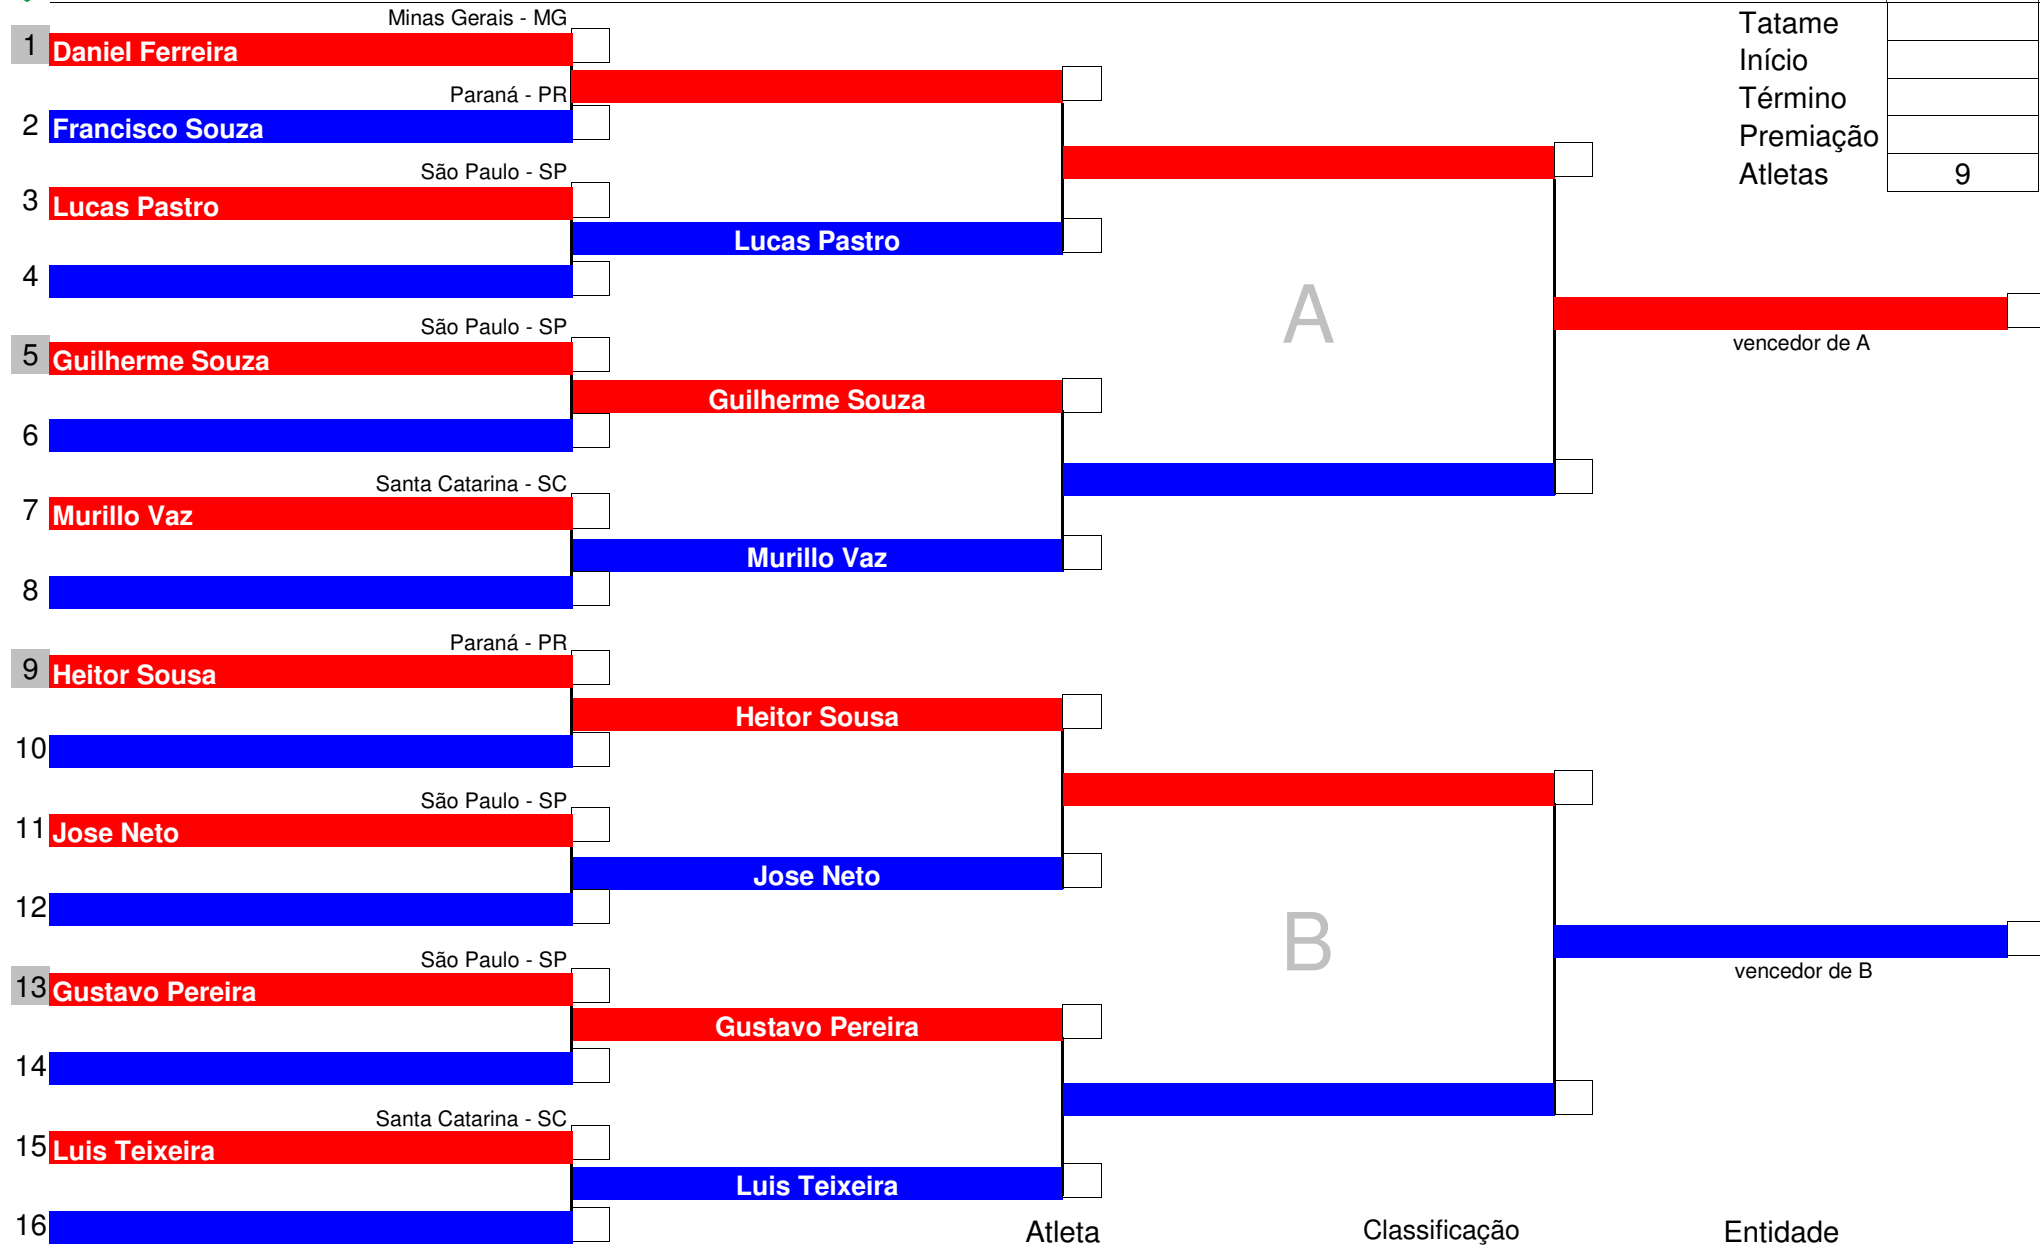 Minas Gerais - MG
1 Daniel Ferreira
Paraná - PR
2 Francisco Souza
São Paulo - SP
3 Lucas Pastro
Lucas Pastro
4
São Paulo - SP
5 Guilherme Souza
Guilherme Souza
6
Santa Catarina - SC
7 Murillo Vaz
Murillo Vaz
8
Paraná - PR
9 Heitor Sousa
Heitor Sousa
10
São Paulo - SP
11 Jose Neto
Jose Neto
12
São Paulo - SP
13 Gustavo Pereira
Gustavo Pereira
14
Santa Catarina - SC
15 Luis Teixeira
Luis Teixeira
16
A
B
vencedor de A
vencedor de B
Tatame
Início
Término
Premiação
Atletas 9
Atleta Classificação Entidade